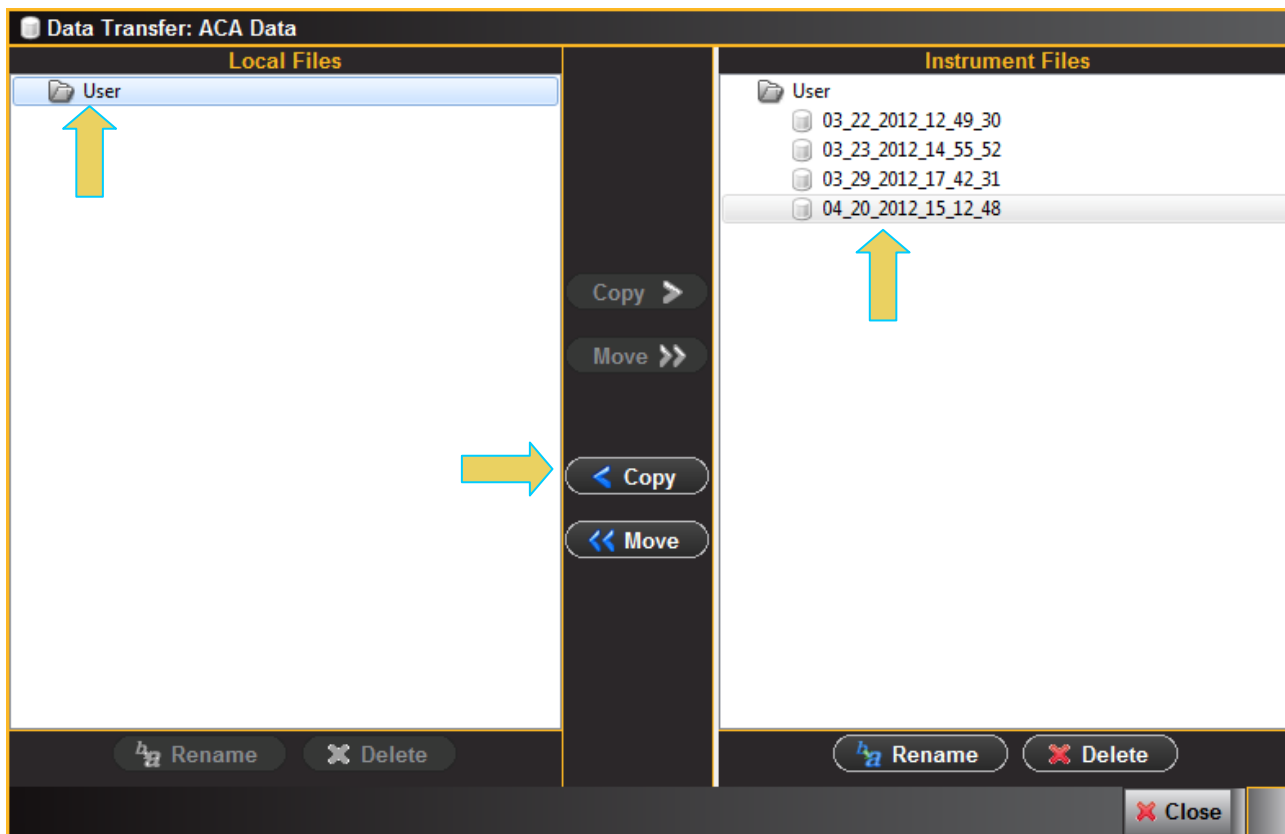 Data Transfer: ACA Data
Local Files
User
Instrument Files
User
03_22_2012_12_49_30
03_23_2012_14_55_52
03_29_2012_17_42_31
04_20_2012_15_12_48
Copy
Move
Copy
Move
Rename
Delete
Rename
Delete
Close